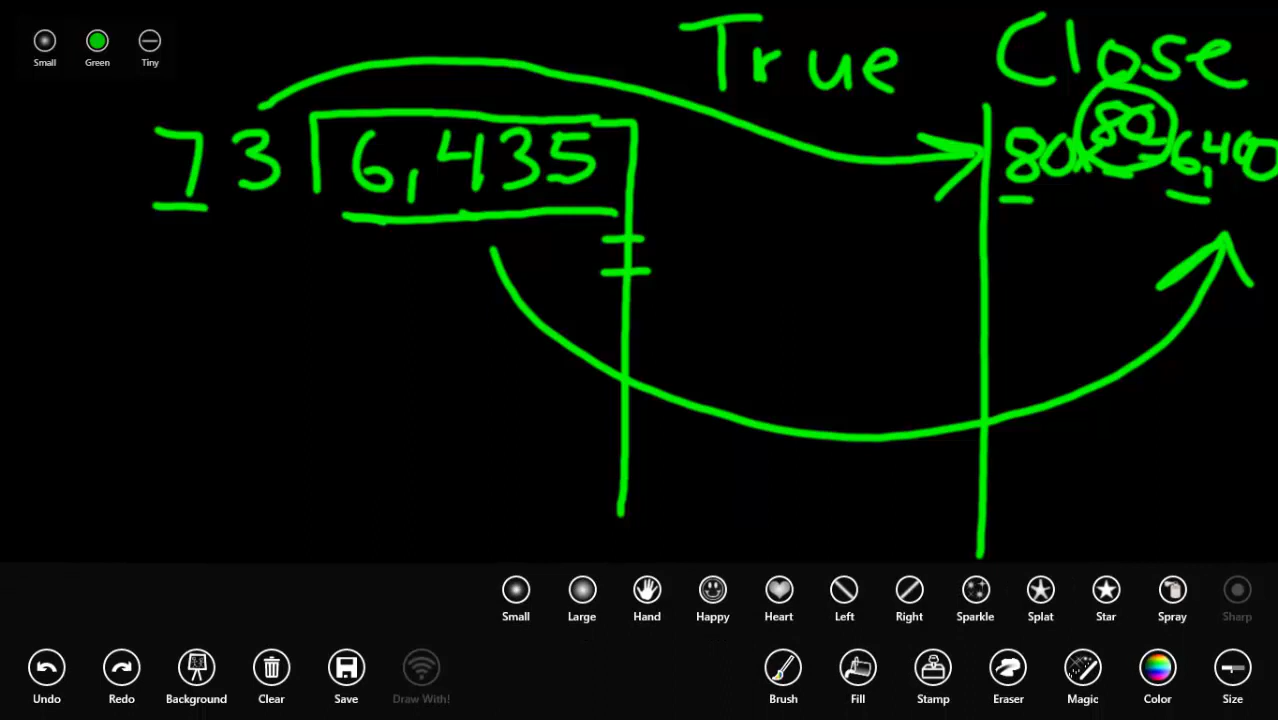 Small Green Tiny
True Close
73 6,435 80 80 6,400
Small Large Hand Happy Heart Left Right Sparkle Splat Star Spray Sharp
Undo Redo Background Clear Save Draw With! Brush Fill Stamp Eraser Magic Color Size